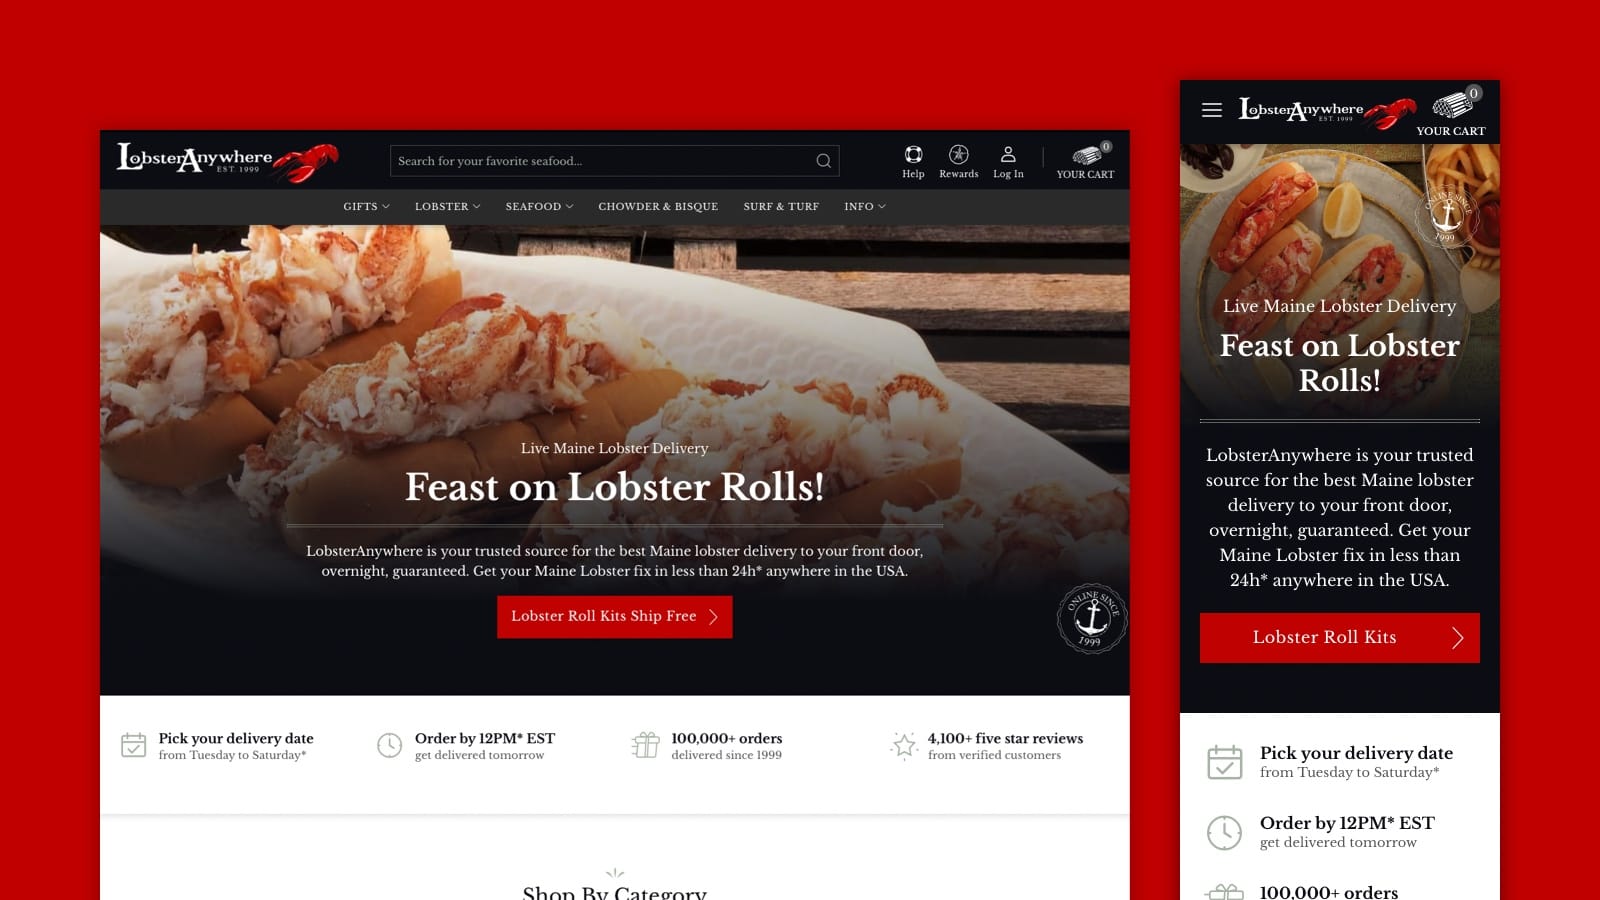 LobsterAnywhere
EST. 1999
Search for your favorite seafood...
Help
Rewards
Log In
0
YOUR CART
GIFTS
LOBSTER
SEAFOOD
CHOWDER & BISQUE
SURF & TURF
INFO
Live Maine Lobster Delivery
Feast on Lobster Rolls!
LobsterAnywhere is your trusted source for the best Maine lobster delivery to your front door,
overnight, guaranteed. Get your Maine Lobster fix in less than 24h* anywhere in the USA.
Lobster Roll Kits Ship Free
ONLINE SINCE
1999
Pick your delivery date
from Tuesday to Saturday*
Order by 12PM* EST
get delivered tomorrow
100,000+ orders
delivered since 1999
4,100+ five star reviews
from verified customers
Shop By Category
LobsterAnywhere
EST. 1999
0
YOUR CART
ONLINE SINCE
1999
Live Maine Lobster Delivery
Feast on Lobster
Rolls!
LobsterAnywhere is your trusted
source for the best Maine lobster
delivery to your front door,
overnight, guaranteed. Get your
Maine Lobster fix in less than
24h* anywhere in the USA.
Lobster Roll Kits
Pick your delivery date
from Tuesday to Saturday*
Order by 12PM* EST
get delivered tomorrow
100,000+ orders